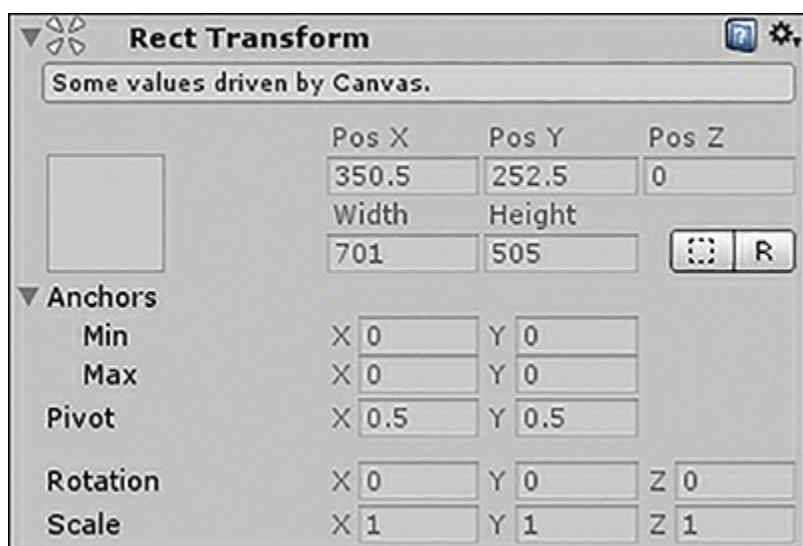 Rect Transform
Some values driven by Canvas.
Pos X Pos Y Pos Z
350.5 252.5 0
Width Height
701 505 R
Anchors
Min X 0 Y 0
Max X 0 Y 0
Pivot X 0.5 Y 0.5
Rotation X 0 Y 0 Z 0
Scale X 1 Y 1 Z 1